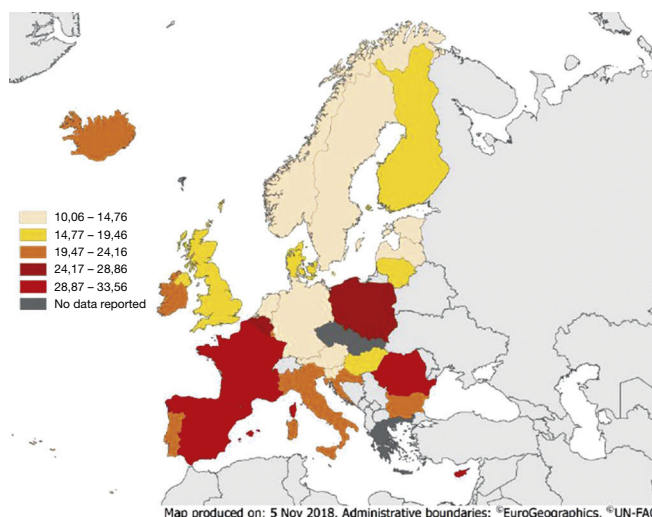 10,06 – 14,76
14,77 – 19,46
19,47 – 24,16
24,17 – 28,86
28,87 – 33,56
No data reported
Map produced on: 5 Nov 2018. Administrative boundaries: ©EuroGeographics, ©UN-FAO